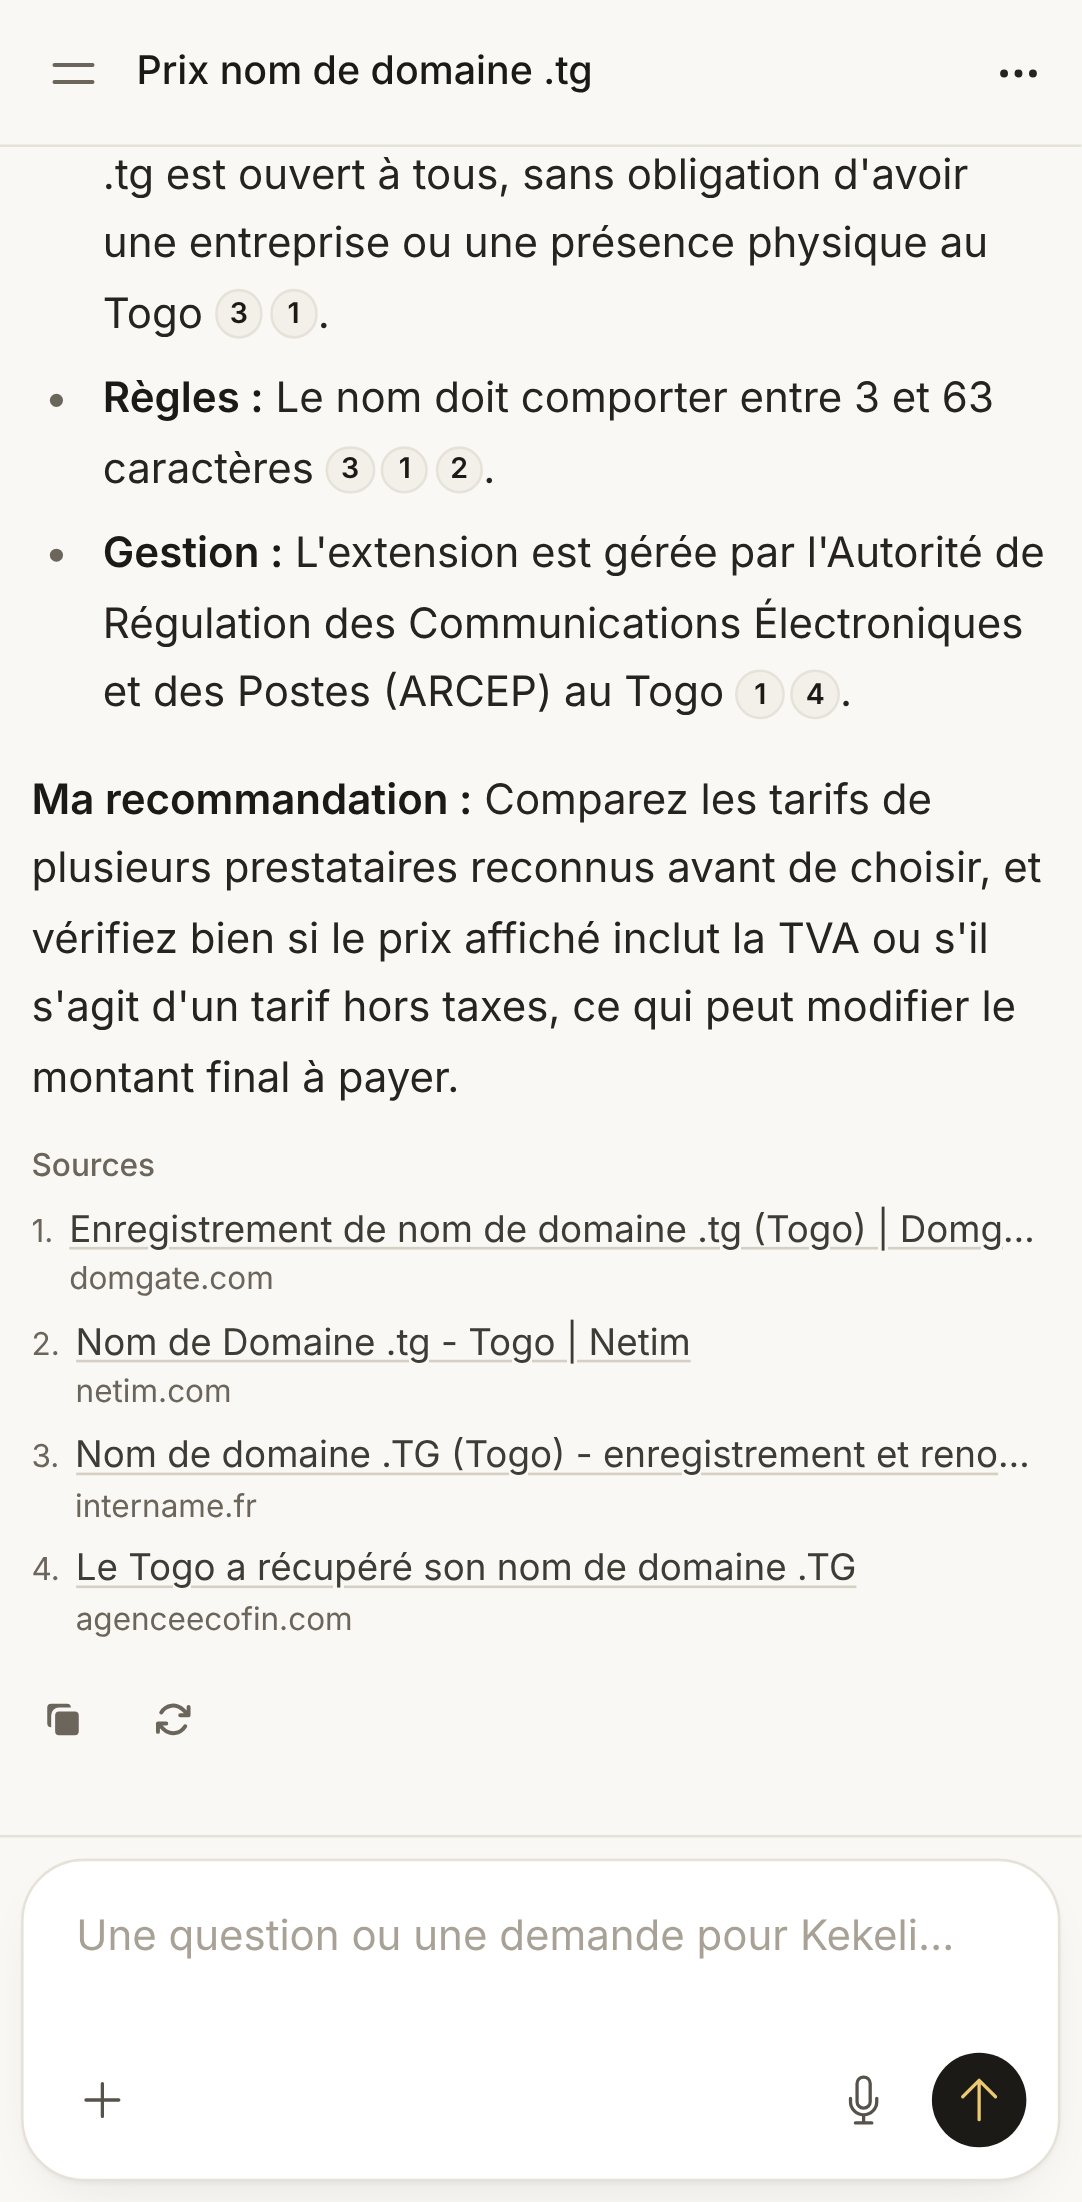 Prix nom de domaine .tg
.tg est ouvert à tous, sans obligation d'avoir
une entreprise ou une présence physique au
Togo 3 1.
• Règles : Le nom doit comporter entre 3 et 63
caractères 3 1 2.
• Gestion : L'extension est gérée par l'Autorité de
Régulation des Communications Électroniques
et des Postes (ARCEP) au Togo 1 4.
Ma recommandation : Comparez les tarifs de
plusieurs prestataires reconnus avant de choisir, et
vérifiez bien si le prix affiché inclut la TVA ou s'il
s'agit d'un tarif hors taxes, ce qui peut modifier le
montant final à payer.
Sources
1. Enregistrement de nom de domaine .tg (Togo) | Domg...
domgate.com
2. Nom de Domaine .tg - Togo | Netim
netim.com
3. Nom de domaine .TG (Togo) - enregistrement et reno...
intername.fr
4. Le Togo a récupéré son nom de domaine .TG
agenceecofin.com
Une question ou une demande pour Kekeli...